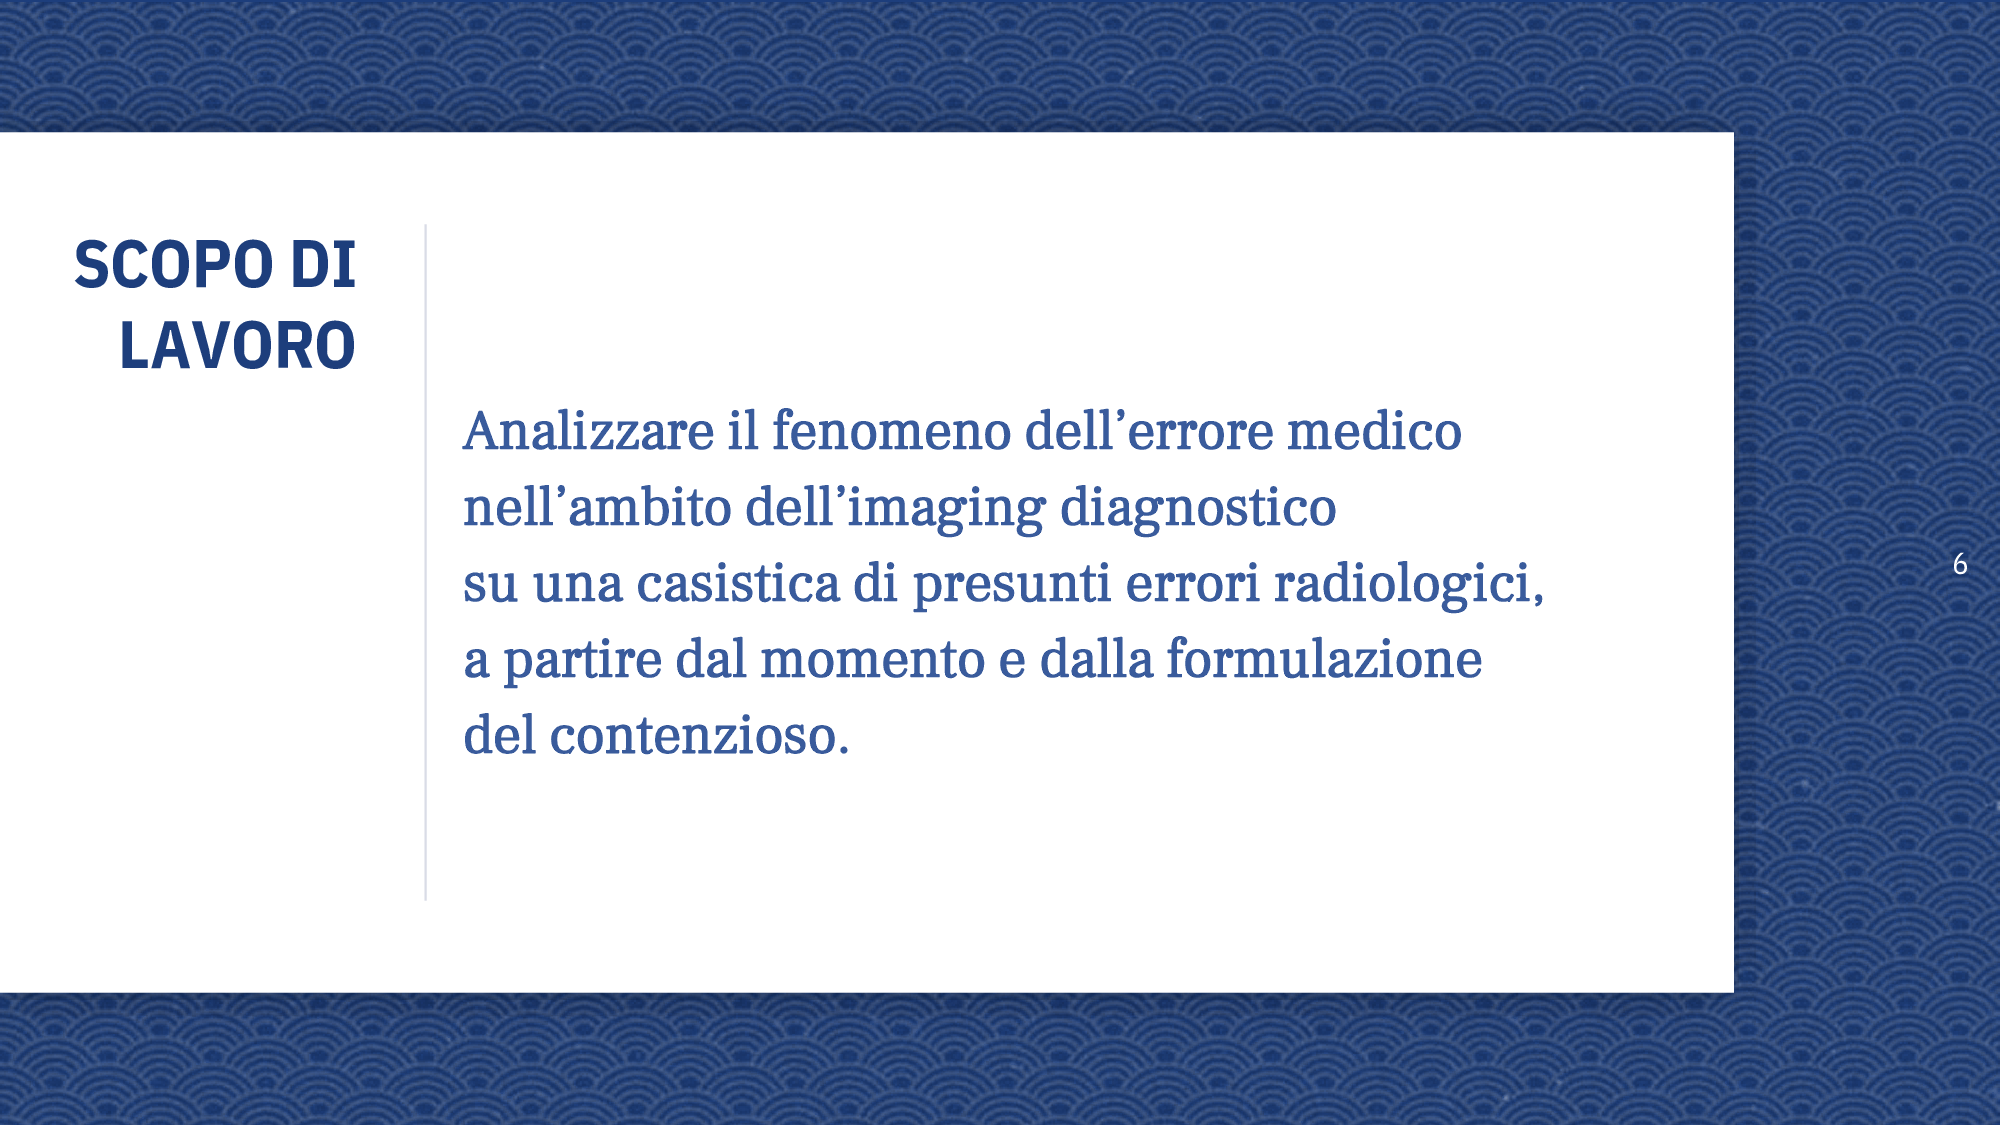 SCOPO DI
LAVORO
Analizzare il fenomeno dell’errore medico
nell’ambito dell’imaging diagnostico
su una casistica di presunti errori radiologici,
a partire dal momento e dalla formulazione
del contenzioso.
6